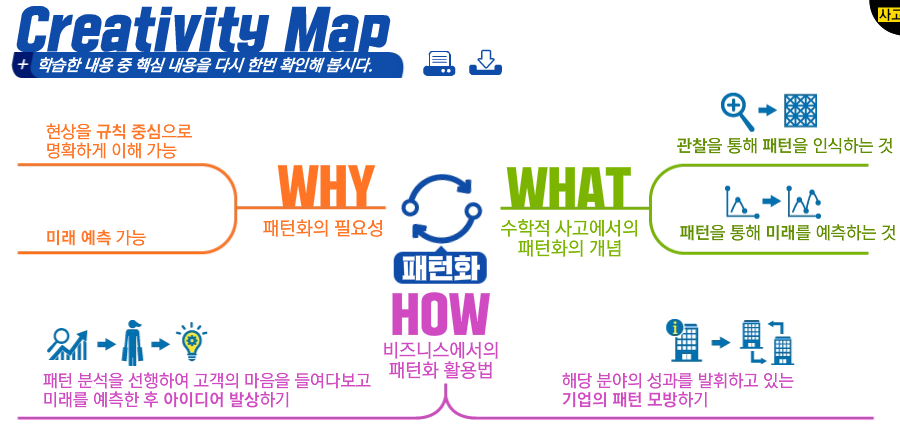 Creativity Map
사고
+ 학습한 내용 중 핵심 내용을 다시 한번 확인해 봅시다.
현상을 규칙 중심으로
명확하게 이해 가능
미래 예측 가능
WHY
패턴화의 필요성
WHAT
수학적 사고에서의
패턴화의 개념
관찰을 통해 패턴을 인식하는 것
패턴을 통해 미래를 예측하는 것
패턴화
HOW
비즈니스에서의
패턴화 활용법
패턴 분석을 선행하여 고객의 마음을 들여다보고
미래를 예측한 후 아이디어 발상하기
i
해당 분야의 성과를 발휘하고 있는
기업의 패턴 모방하기